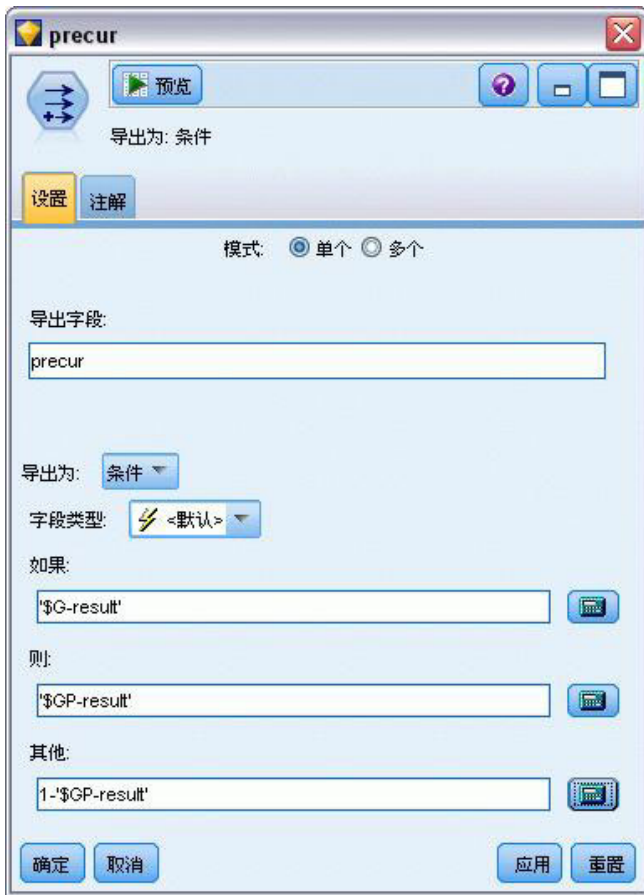 precur
预览
导出为: 条件
设置 注解
模式: 单个 多个
导出字段:
precur
导出为: 条件
字段类型: <默认>
如果:
'$G-result'
则:
'$GP-result'
其他:
1-'$GP-result'
确定 取消 应用 重置